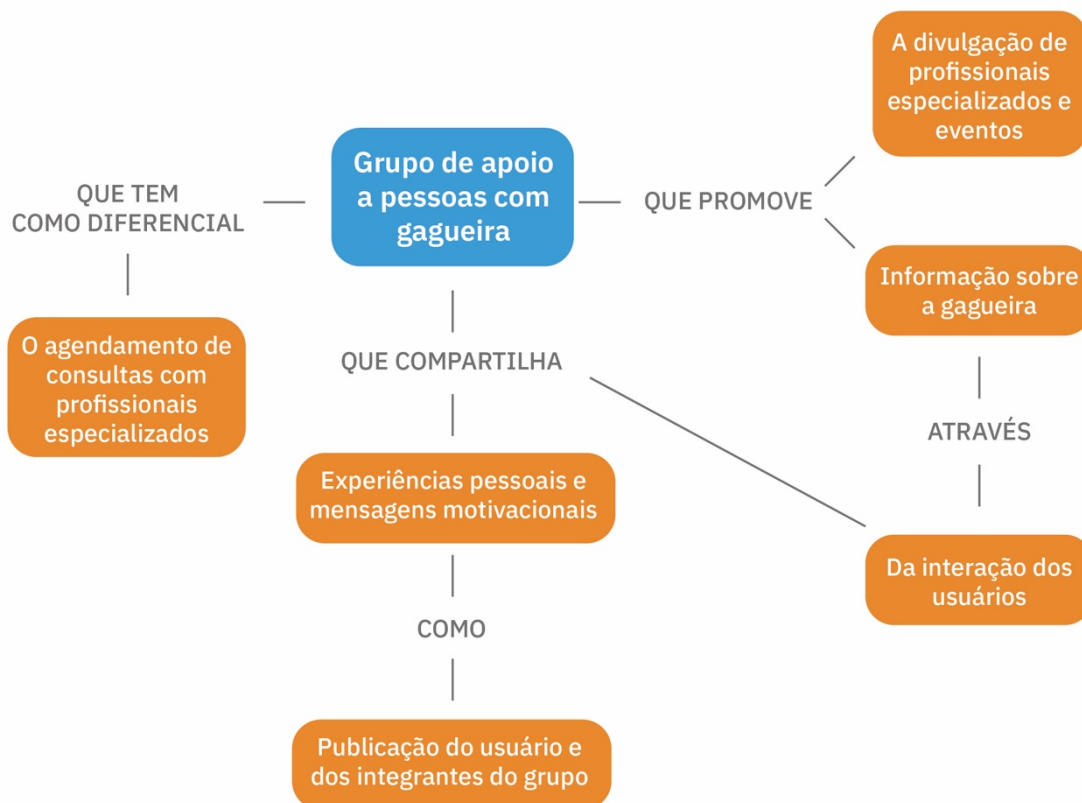 A divulgação de
profissionais
especializados e
eventos
Grupo de apoio
a pessoas com
gagueira
QUE TEM
COMO DIFERENCIAL
QUE PROMOVE
Informação sobre
a gagueira
O agendamento de
consultas com
profissionais
especializados
QUE COMPARTILHA
ATRAVÉS
Experiências pessoais e
mensagens motivacionais
Da interação dos
usuários
COMO
Publicação do usuário e
dos integrantes do grupo